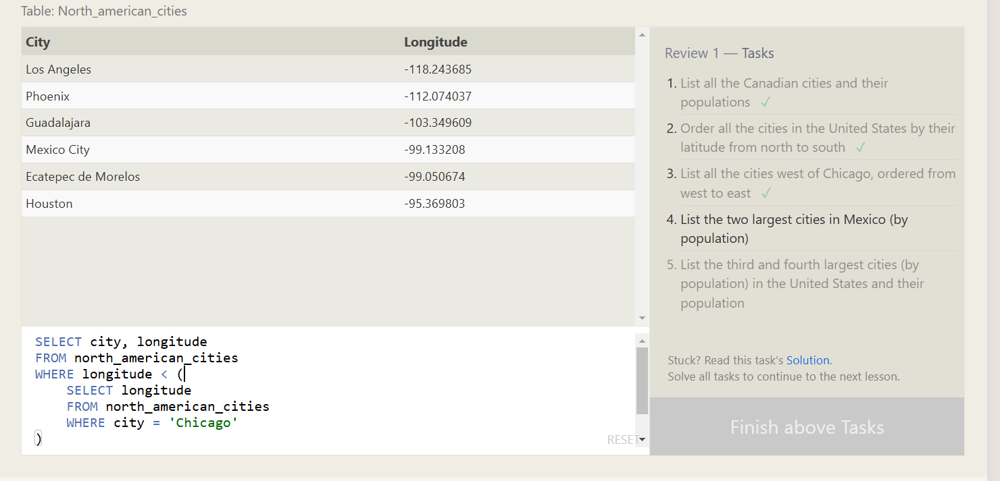 Table: North_american_cities
City Longitude
Los Angeles -118.243685
Phoenix -112.074037
Guadalajara -103.349609
Mexico City -99.133208
Ecatepec de Morelos -99.050674
Houston -95.369803
SELECT city, longitude
FROM north_american_cities
WHERE longitude < (
SELECT longitude
FROM north_american_cities
WHERE city = 'Chicago'
)
RESET
Review 1 — Tasks
1. List all the Canadian cities and their
populations ✓
2. Order all the cities in the United States by their
latitude from north to south ✓
3. List all the cities west of Chicago, ordered from
west to east ✓
4. List the two largest cities in Mexico (by
population)
5. List the third and fourth largest cities (by
population) in the United States and their
population
Stuck? Read this task's Solution.
Solve all tasks to continue to the next lesson.
Finish above Tasks